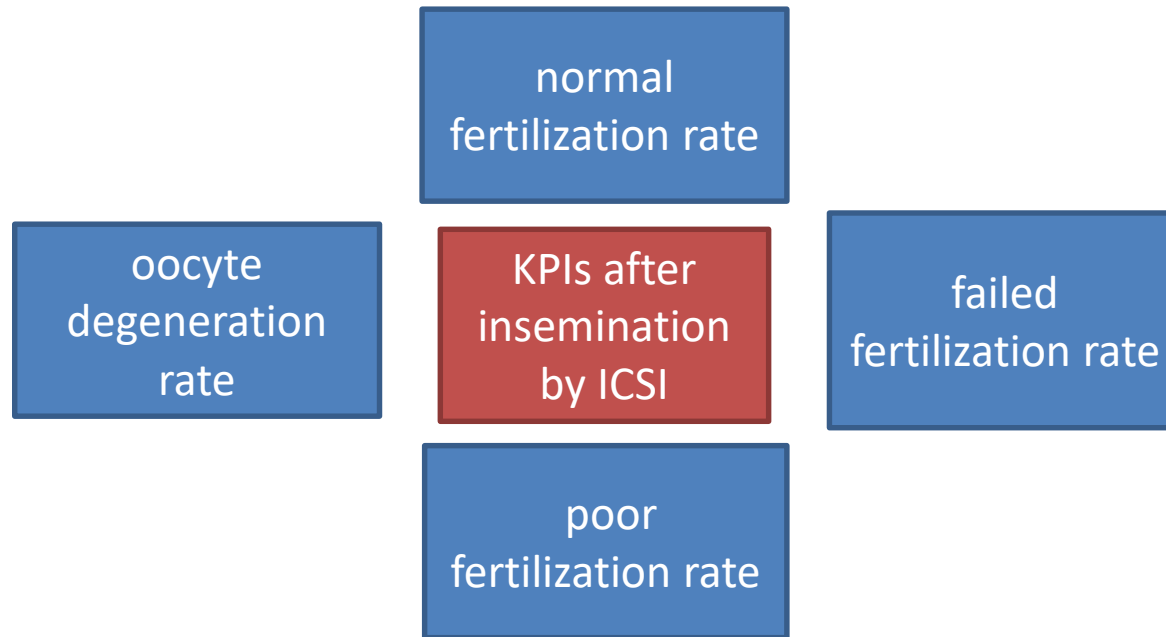 normal
fertilization rate
oocyte
degeneration
rate
KPIs after
insemination
by ICSI
failed
fertilization rate
poor
fertilization rate